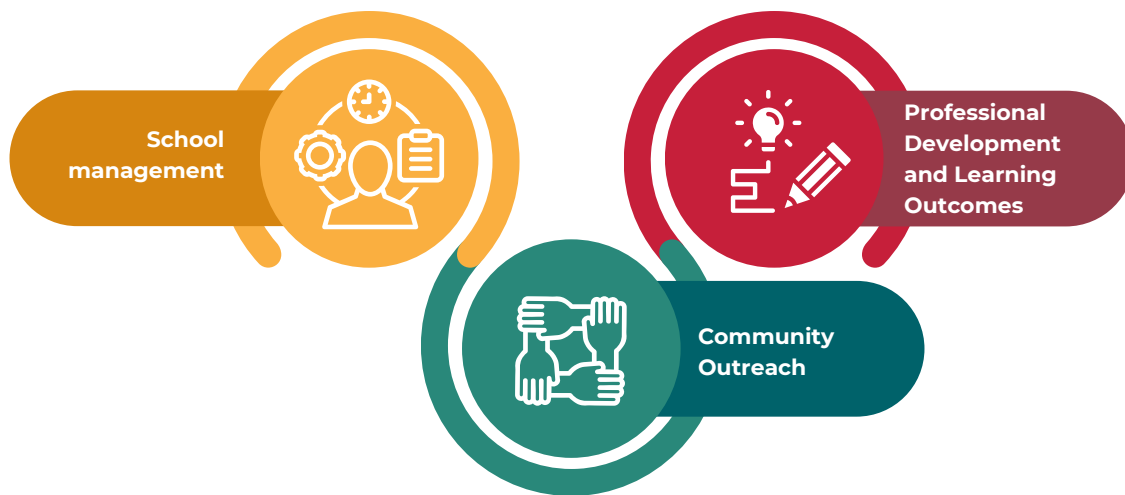 School
management
Professional
Development
and Learning
Outcomes
Community
Outreach